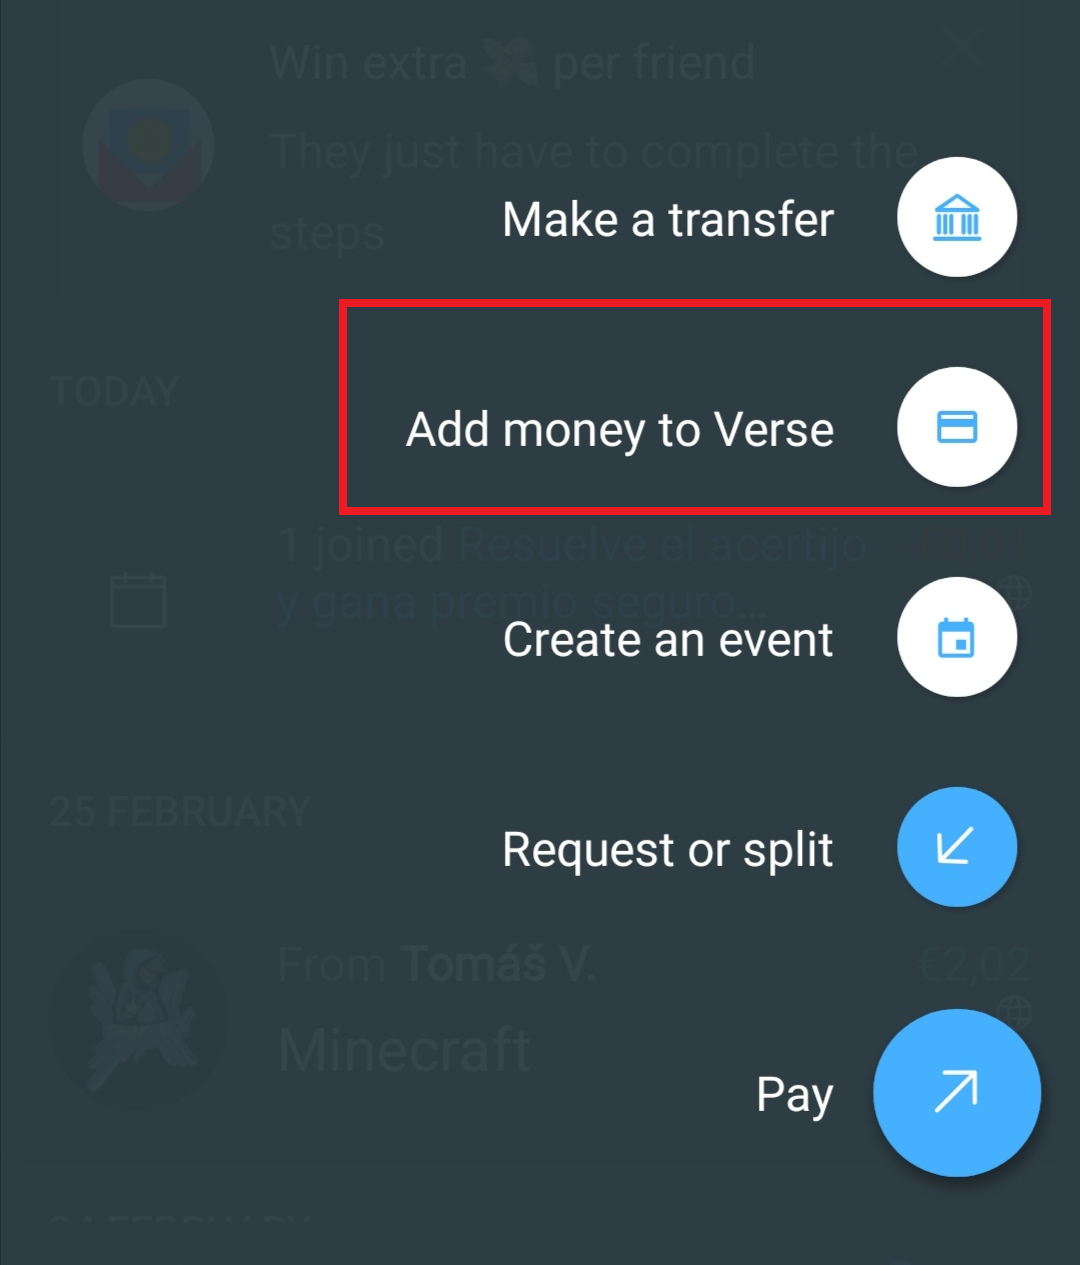 Win extra 💸 per friend
They just have to complete the
steps
Make a transfer
TODAY
Add money to Verse
1 joined Resuelve el acertijo
y gana premio seguro...
Create an event
25 FEBRUARY
Request or split
From Tomáš V. €2,02
Minecraft
Pay
24 FEBRUARY